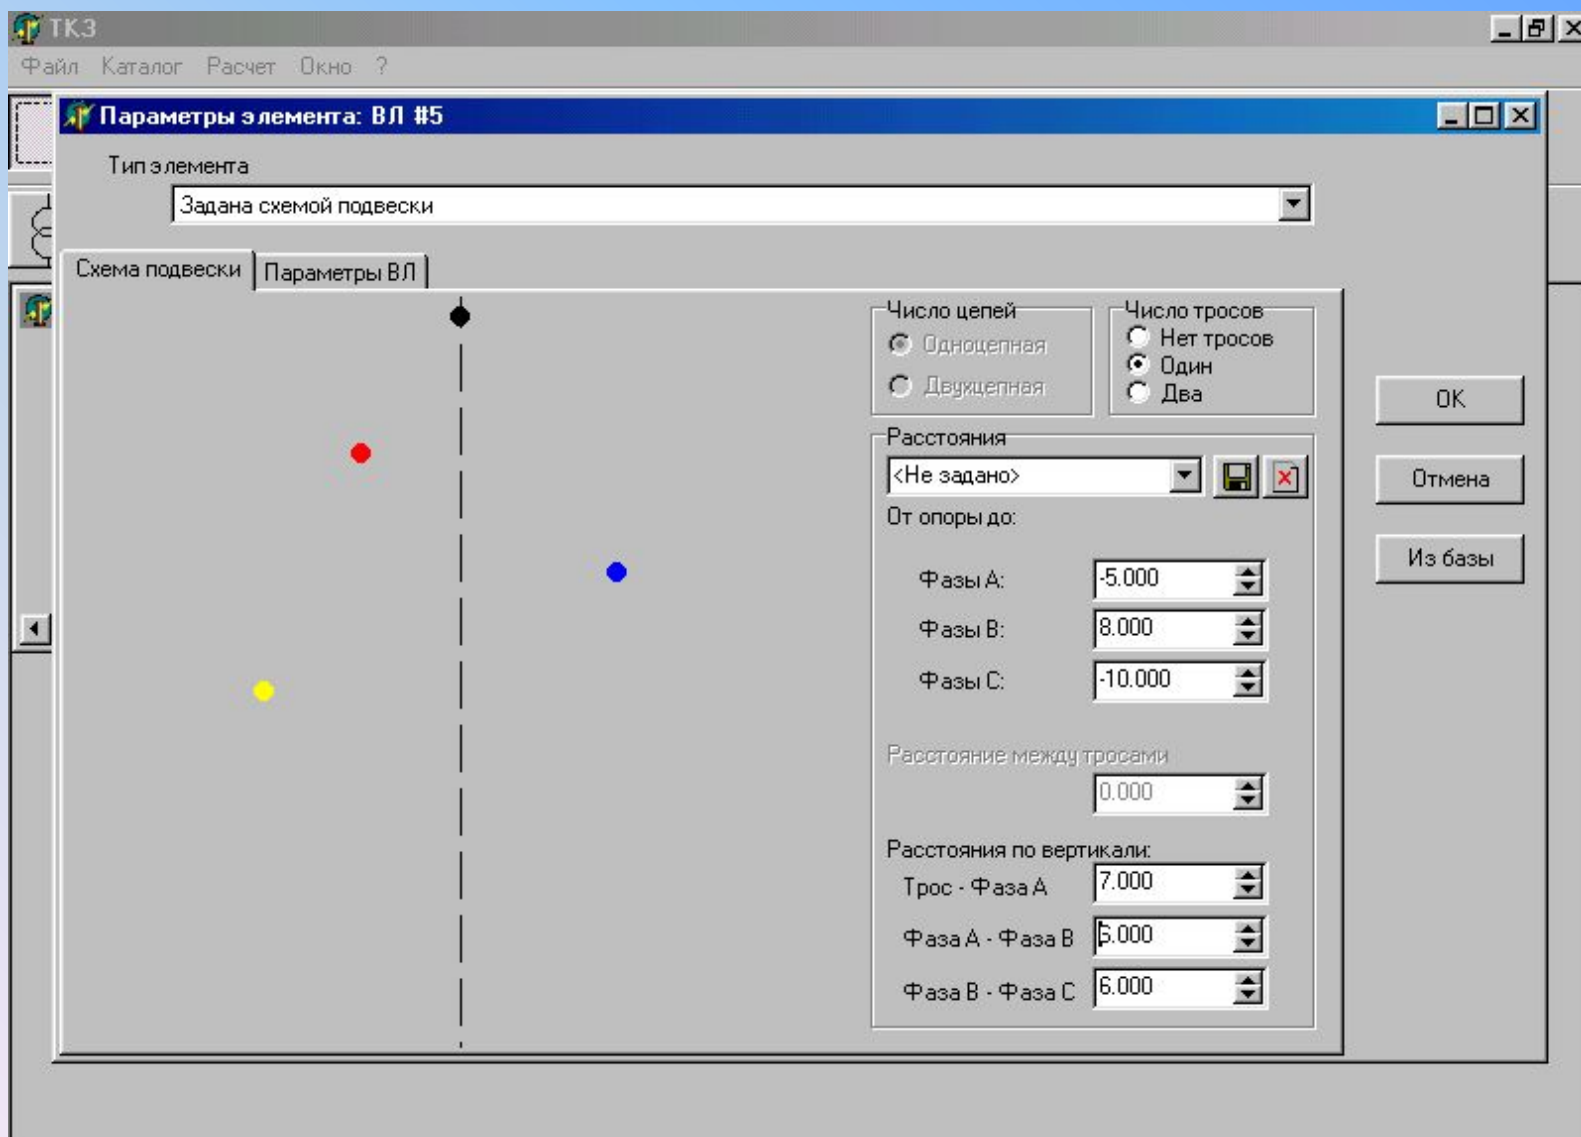 ТКЗ
Файл Каталог Расчет Окно ?
Параметры элемента: ВЛ #5
Тип элемента
Задана схемой подвески
Схема подвески Параметры ВЛ
Число цепей
Одноцепная
Двухцепная
Число тросов
Нет тросов
Один
Два
OK
Отмена
Из базы
Расстояния
<Не задано>
От опоры до:
Фазы А: -5.000
Фазы В: 8.000
Фазы С: -10.000
Расстояние между тросами
0.000
Расстояния по вертикали:
Трос - Фаза А 7.000
Фаза А - Фаза В 6.000
Фаза В - Фаза С 6.000